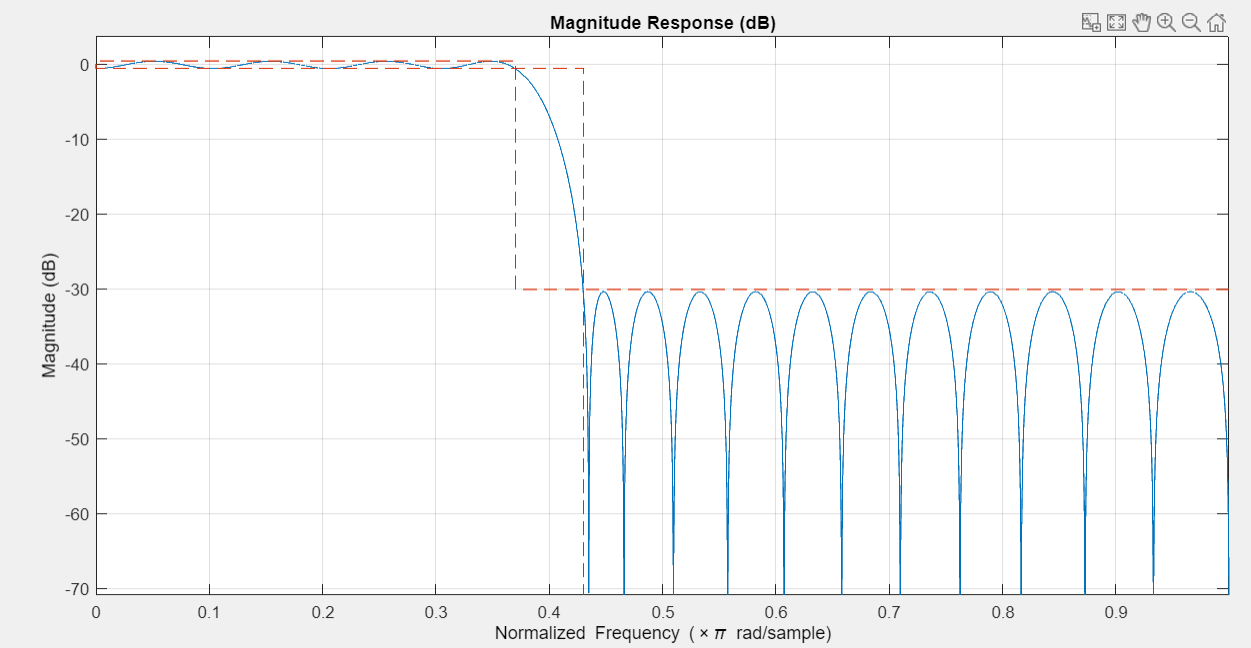 Magnitude Response (dB)
0
-10
-20
-30
-40
-50
-60
-70
Magnitude (dB)
0 0.1 0.2 0.3 0.4 0.5 0.6 0.7 0.8 0.9
Normalized Frequency (×π rad/sample)